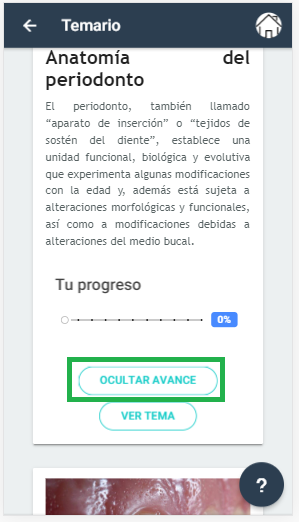 Temario
Anatomía del
periodonto
El periodonto, también llamado
“aparato de inserción” o “tejidos de
sostén del diente”, establece una
unidad funcional, biológica y evolutiva
que experimenta algunas modificaciones
con la edad y, además está sujeta a
alteraciones morfológicas y funcionales,
así como a modificaciones debidas a
alteraciones del medio bucal.
Tu progreso
0%
OCULTAR AVANCE
VER TEMA
?